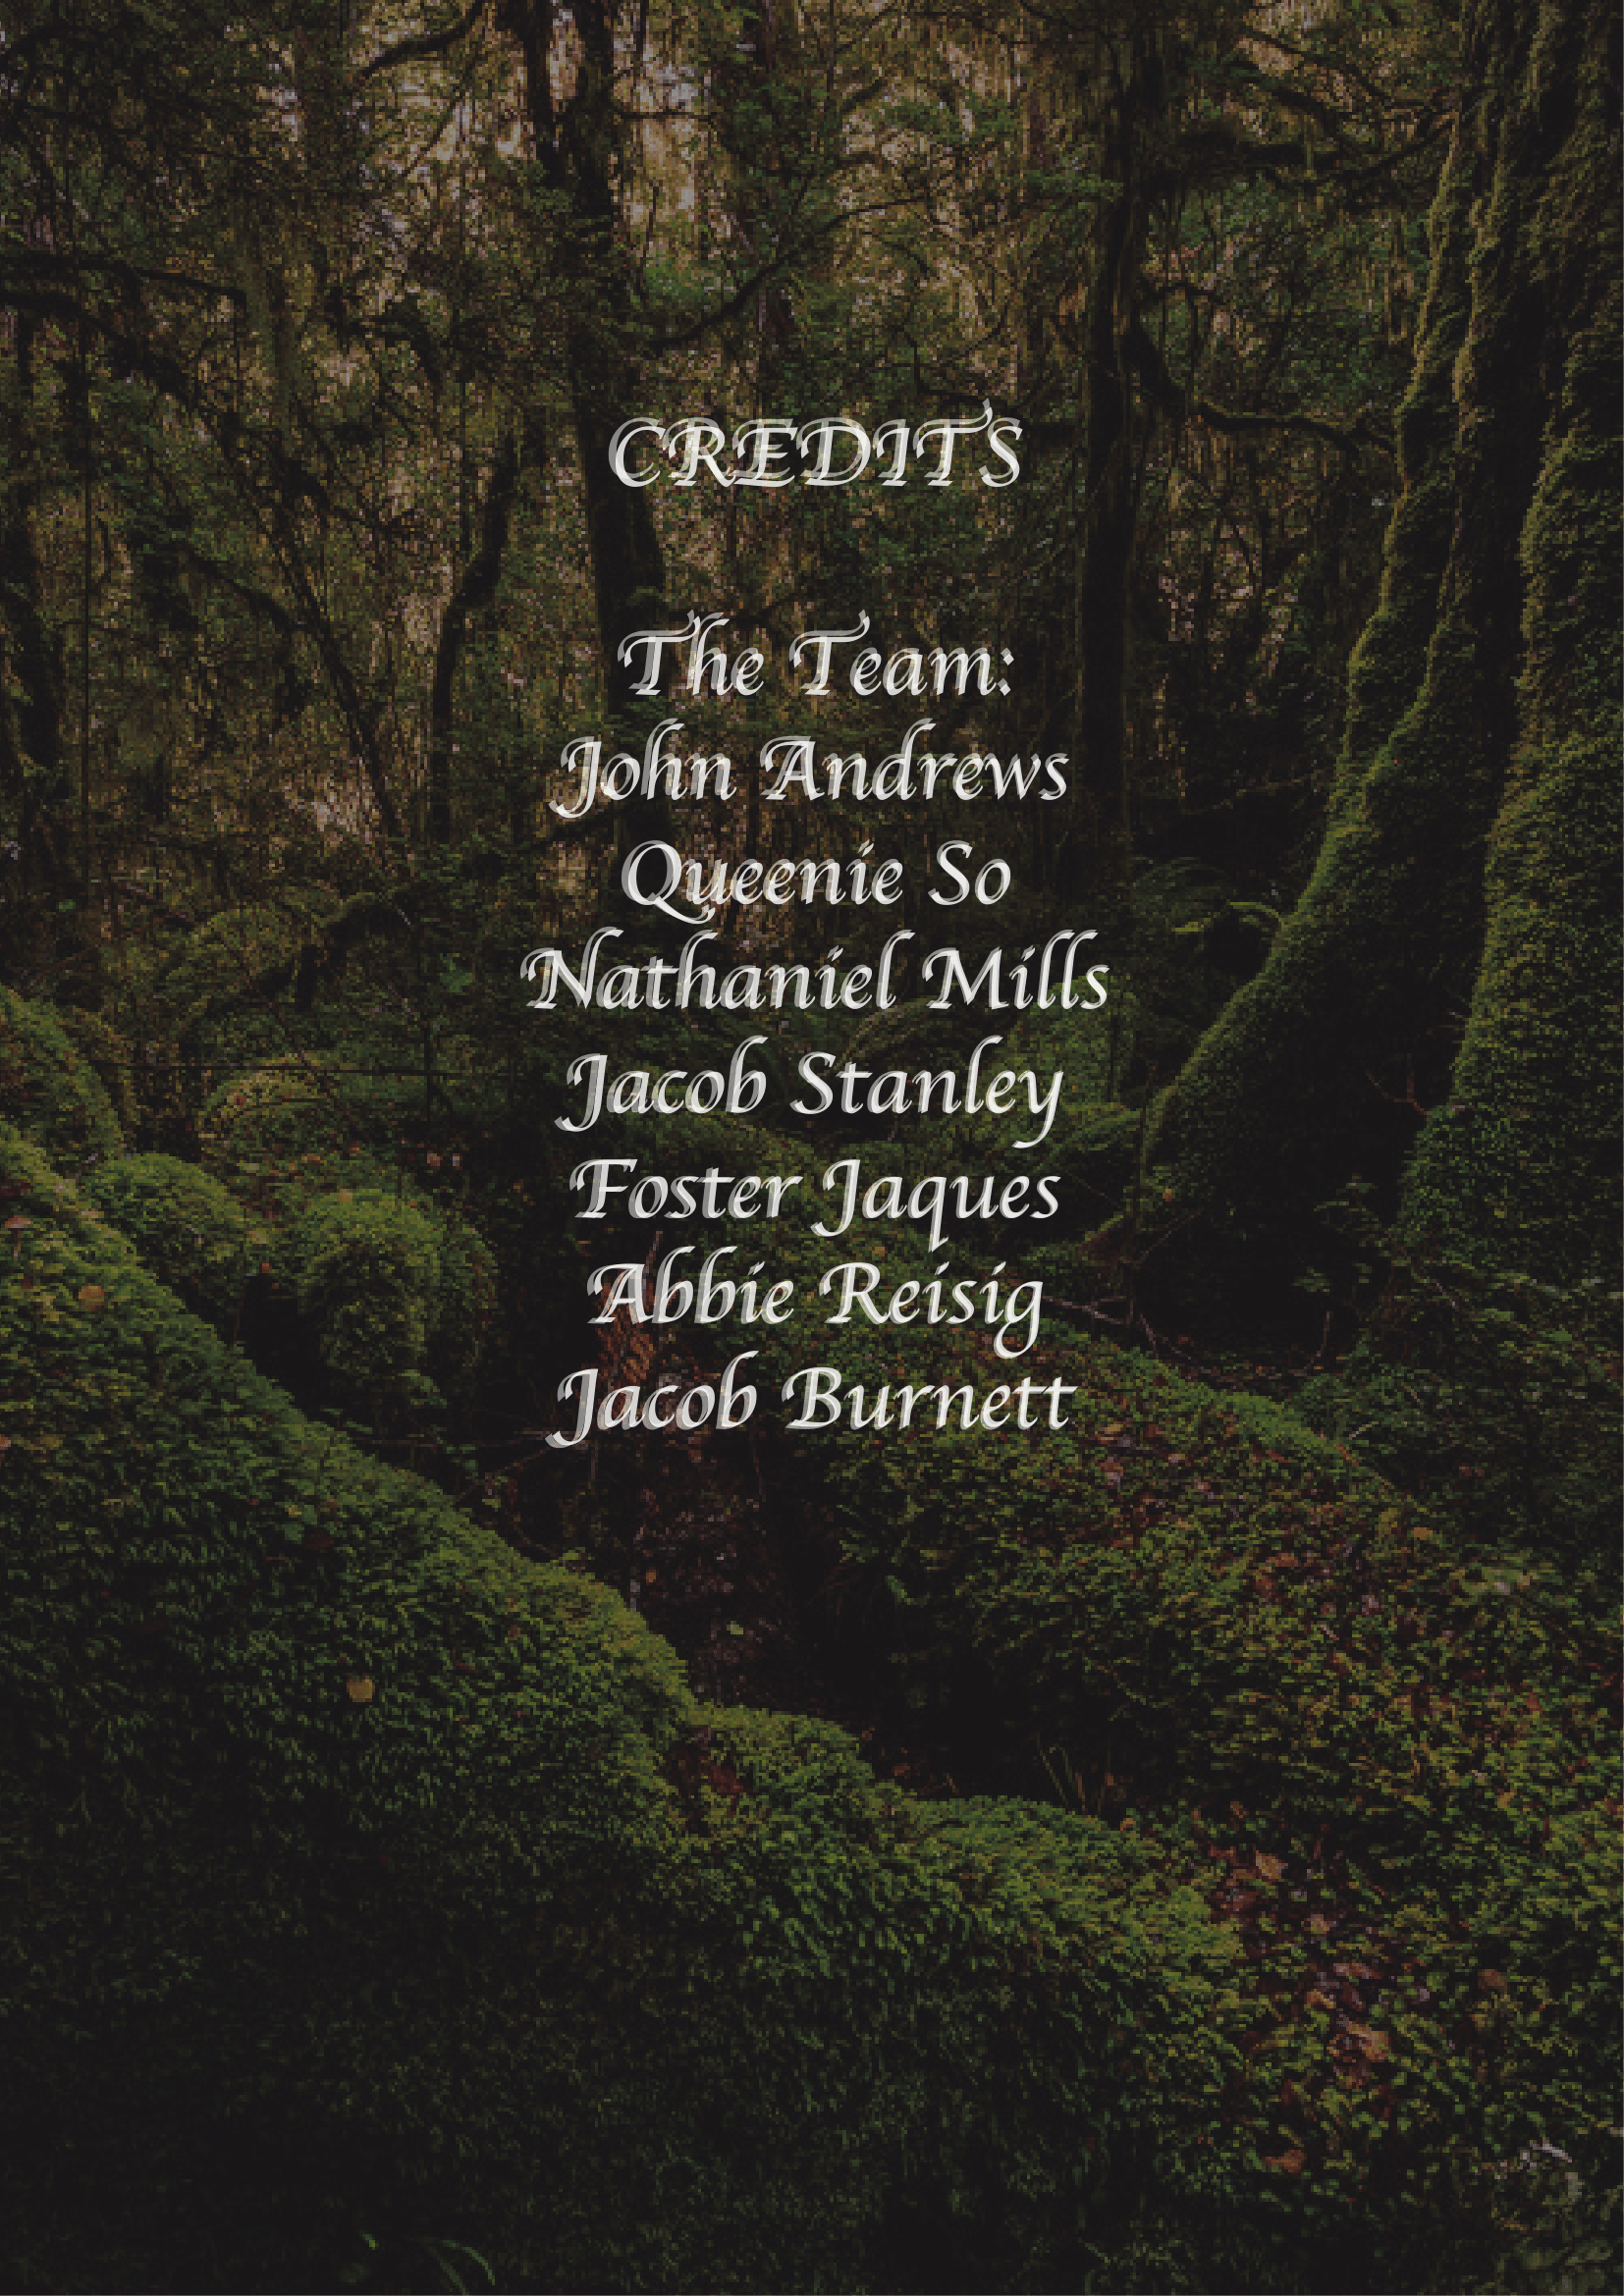 CREDITS
The Team:
John Andrews
Queenie So
Nathaniel Mills
Jacob Stanley
Foster Jaques
Abbie Reisig
Jacob Burnett